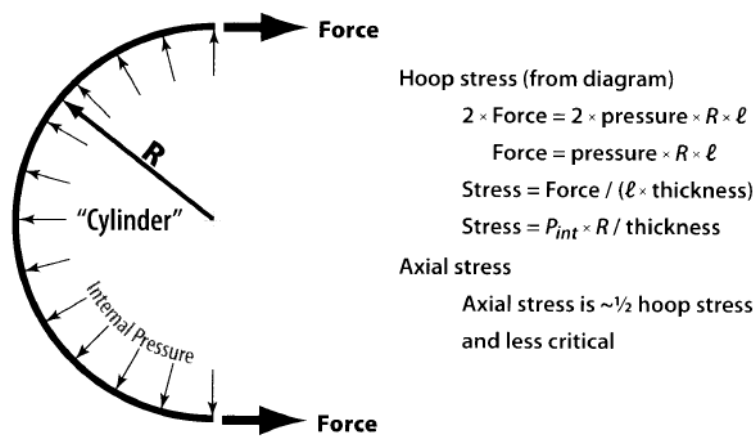 Force
Hoop stress (from diagram)
2 × Force = 2 × pressure × R × ℓ
Force = pressure × R × ℓ
Stress = Force / (ℓ × thickness)
Stress = Pint × R / thickness
Axial stress
Axial stress is ~½ hoop stress
and less critical
R
"Cylinder"
Internal Pressure
Force